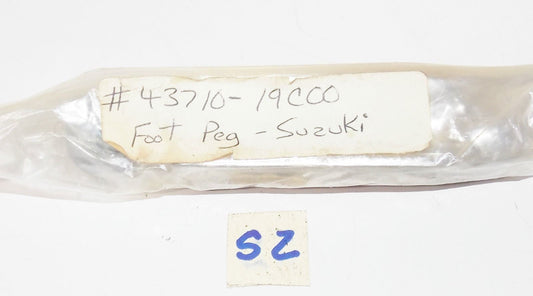 #43710-19C00
Foot Peg - Suzuki
SZ